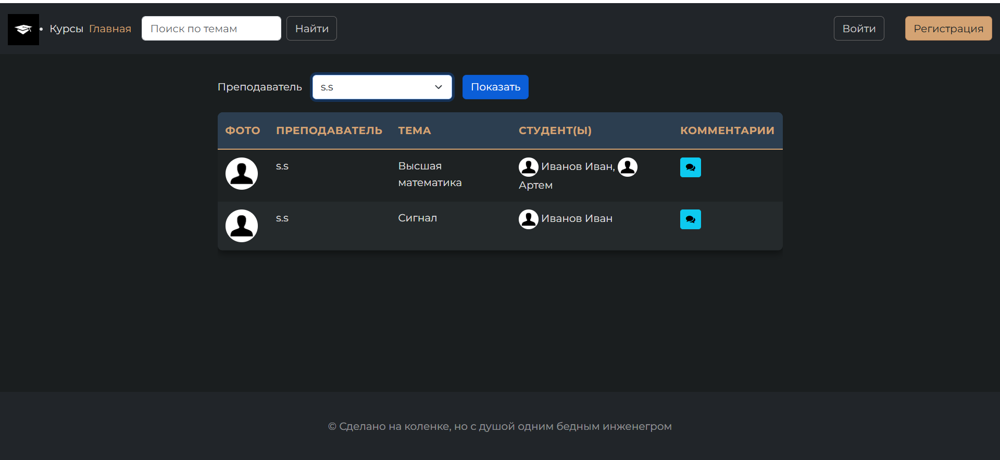 Курсы Главная Поиск по темам Найти Войти Регистрация
Преподаватель s.s Показать
ФОТО ПРЕПОДАВАТЕЛЬ ТЕМА СТУДЕНТ(Ы) КОММЕНТАРИИ
s.s Высшая математика Иванов Иван, Артем
s.s Сигнал Иванов Иван
© Сделано на коленке, но с душой одним бедным инженегром